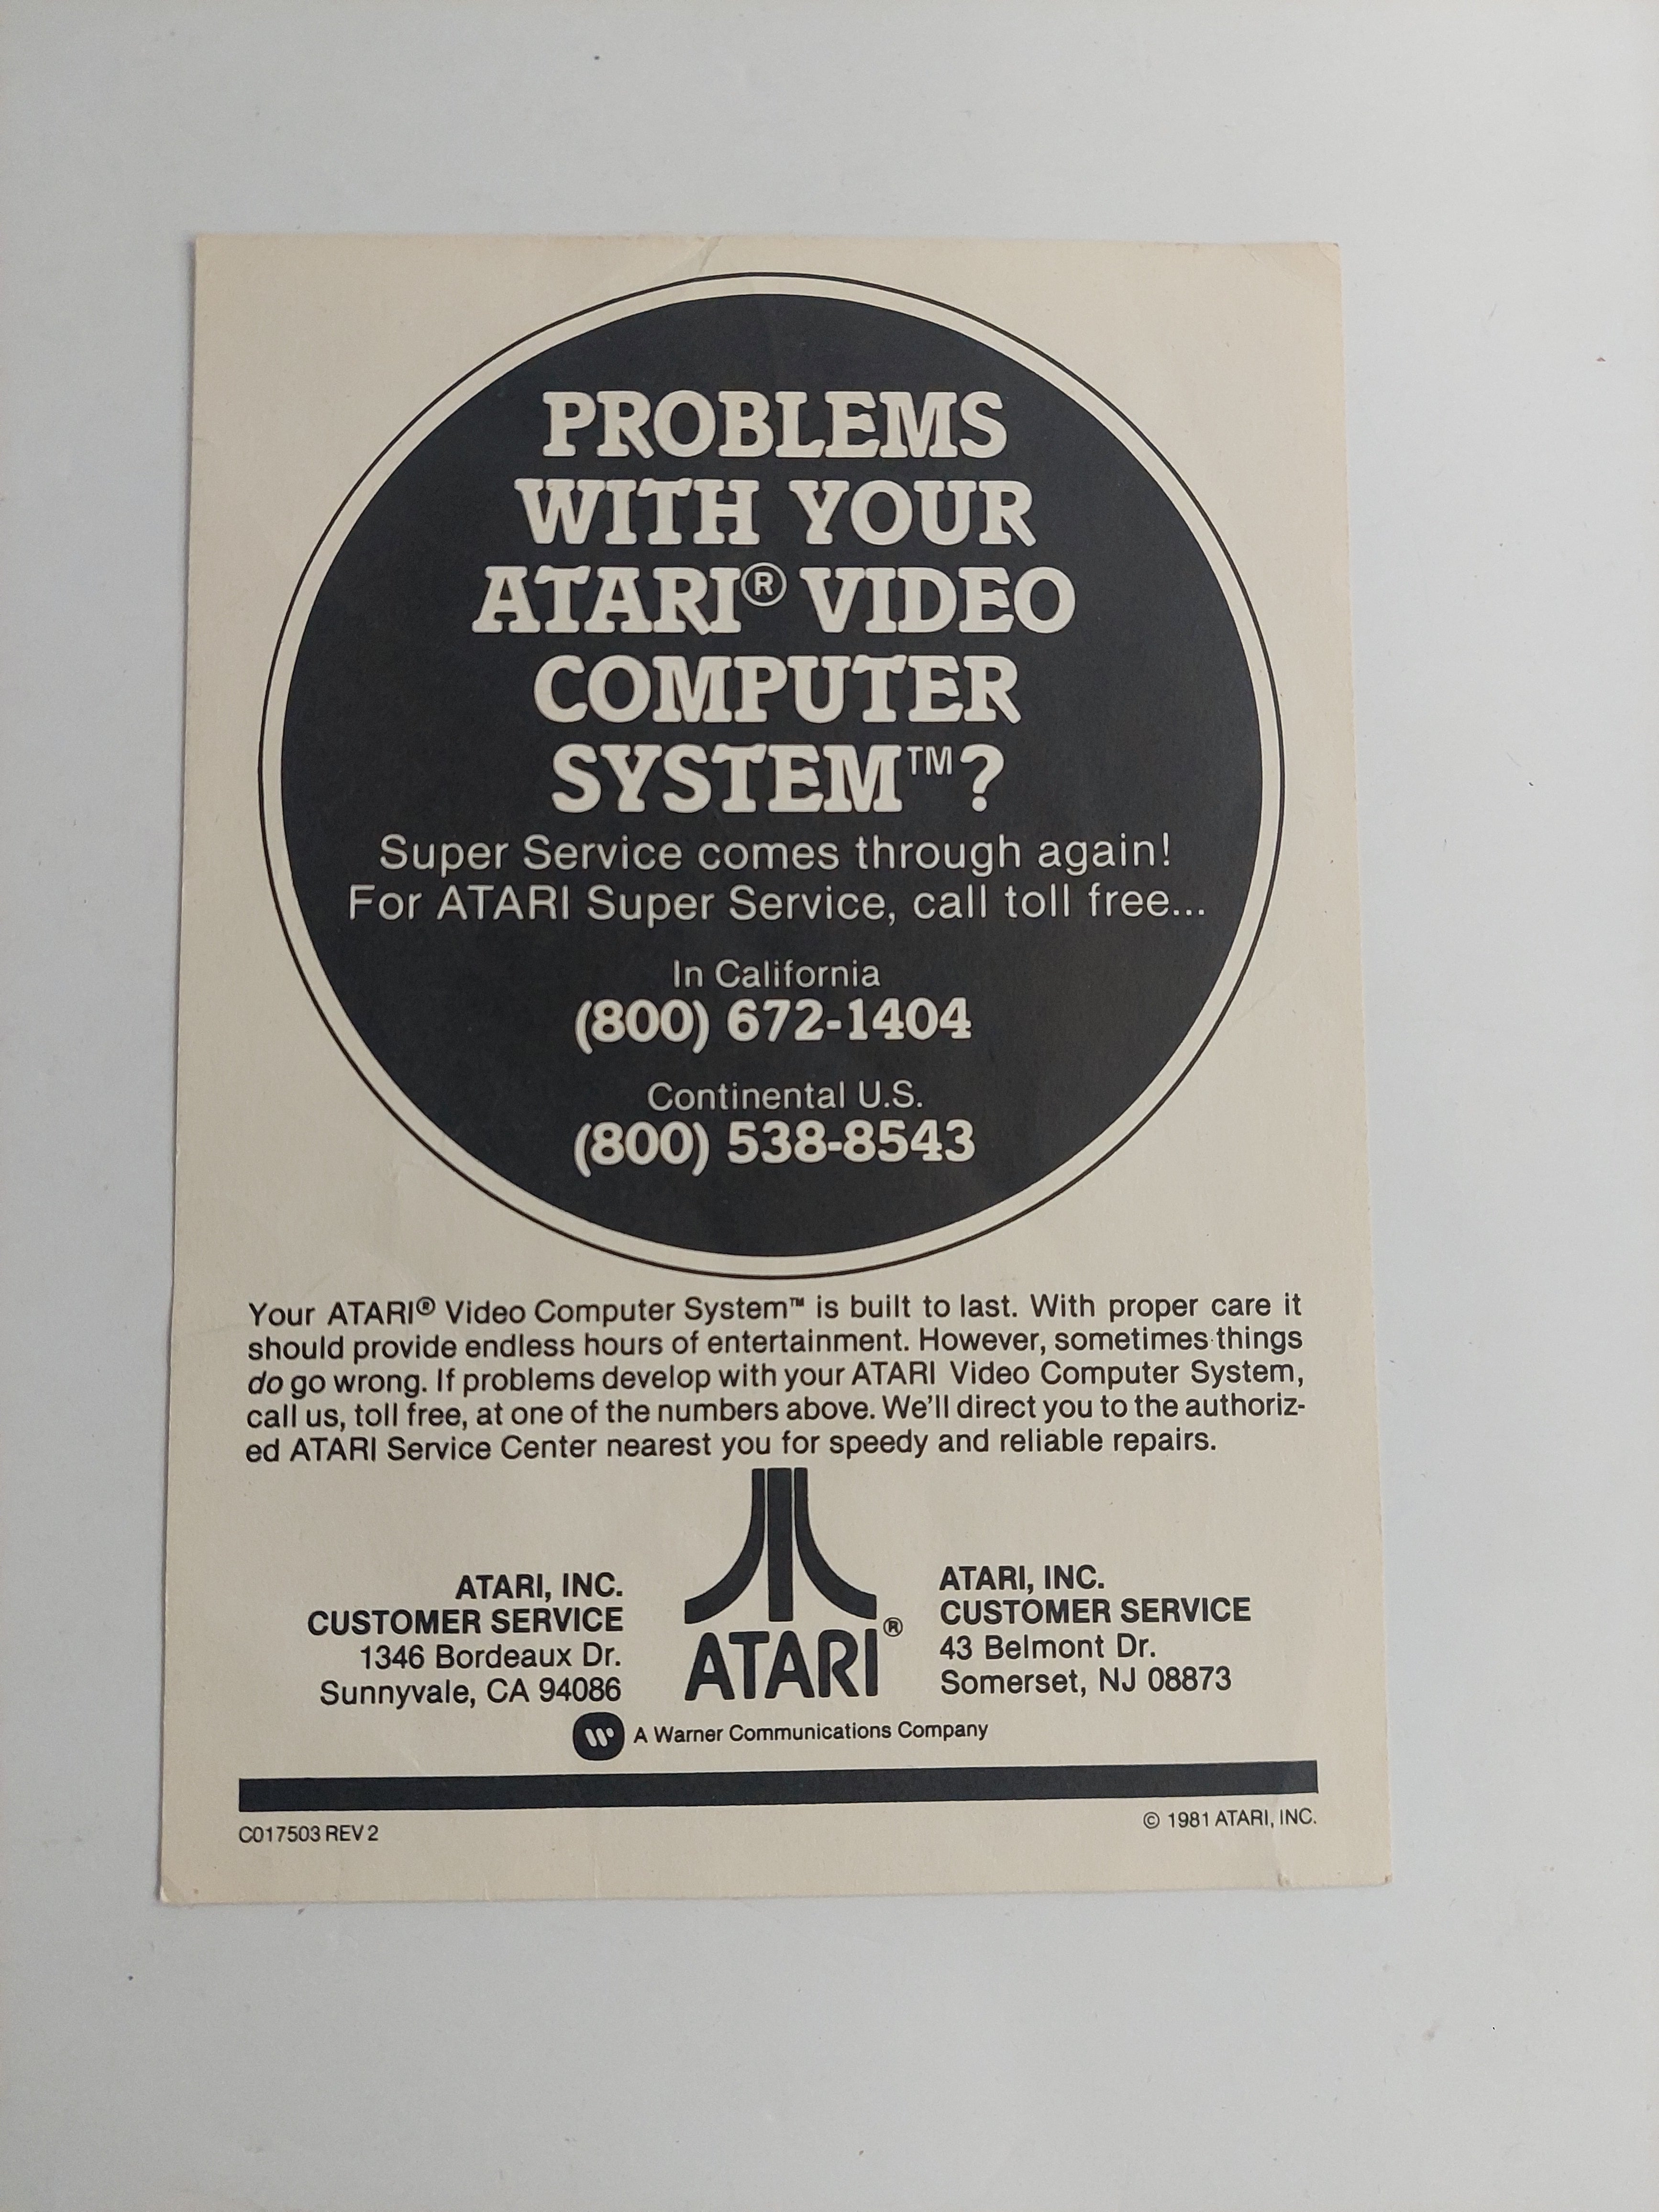 PROBLEMS
WITH YOUR
ATARI® VIDEO
COMPUTER
SYSTEM™?
Super Service comes through again!
For ATARI Super Service, call toll free...
In California
(800) 672-1404
Continental U.S.
(800) 538-8543
Your ATARI® Video Computer System™ is built to last. With proper care it
should provide endless hours of entertainment. However, sometimes things
do go wrong. If problems develop with your ATARI Video Computer System,
call us, toll free, at one of the numbers above. We'll direct you to the authoriz-
ed ATARI Service Center nearest you for speedy and reliable repairs.
ATARI, INC.
CUSTOMER SERVICE
1346 Bordeaux Dr.
Sunnyvale, CA 94086
ATARI®
ATARI, INC.
CUSTOMER SERVICE
43 Belmont Dr.
Somerset, NJ 08873
A Warner Communications Company
C017503 REV 2
© 1981 ATARI, INC.